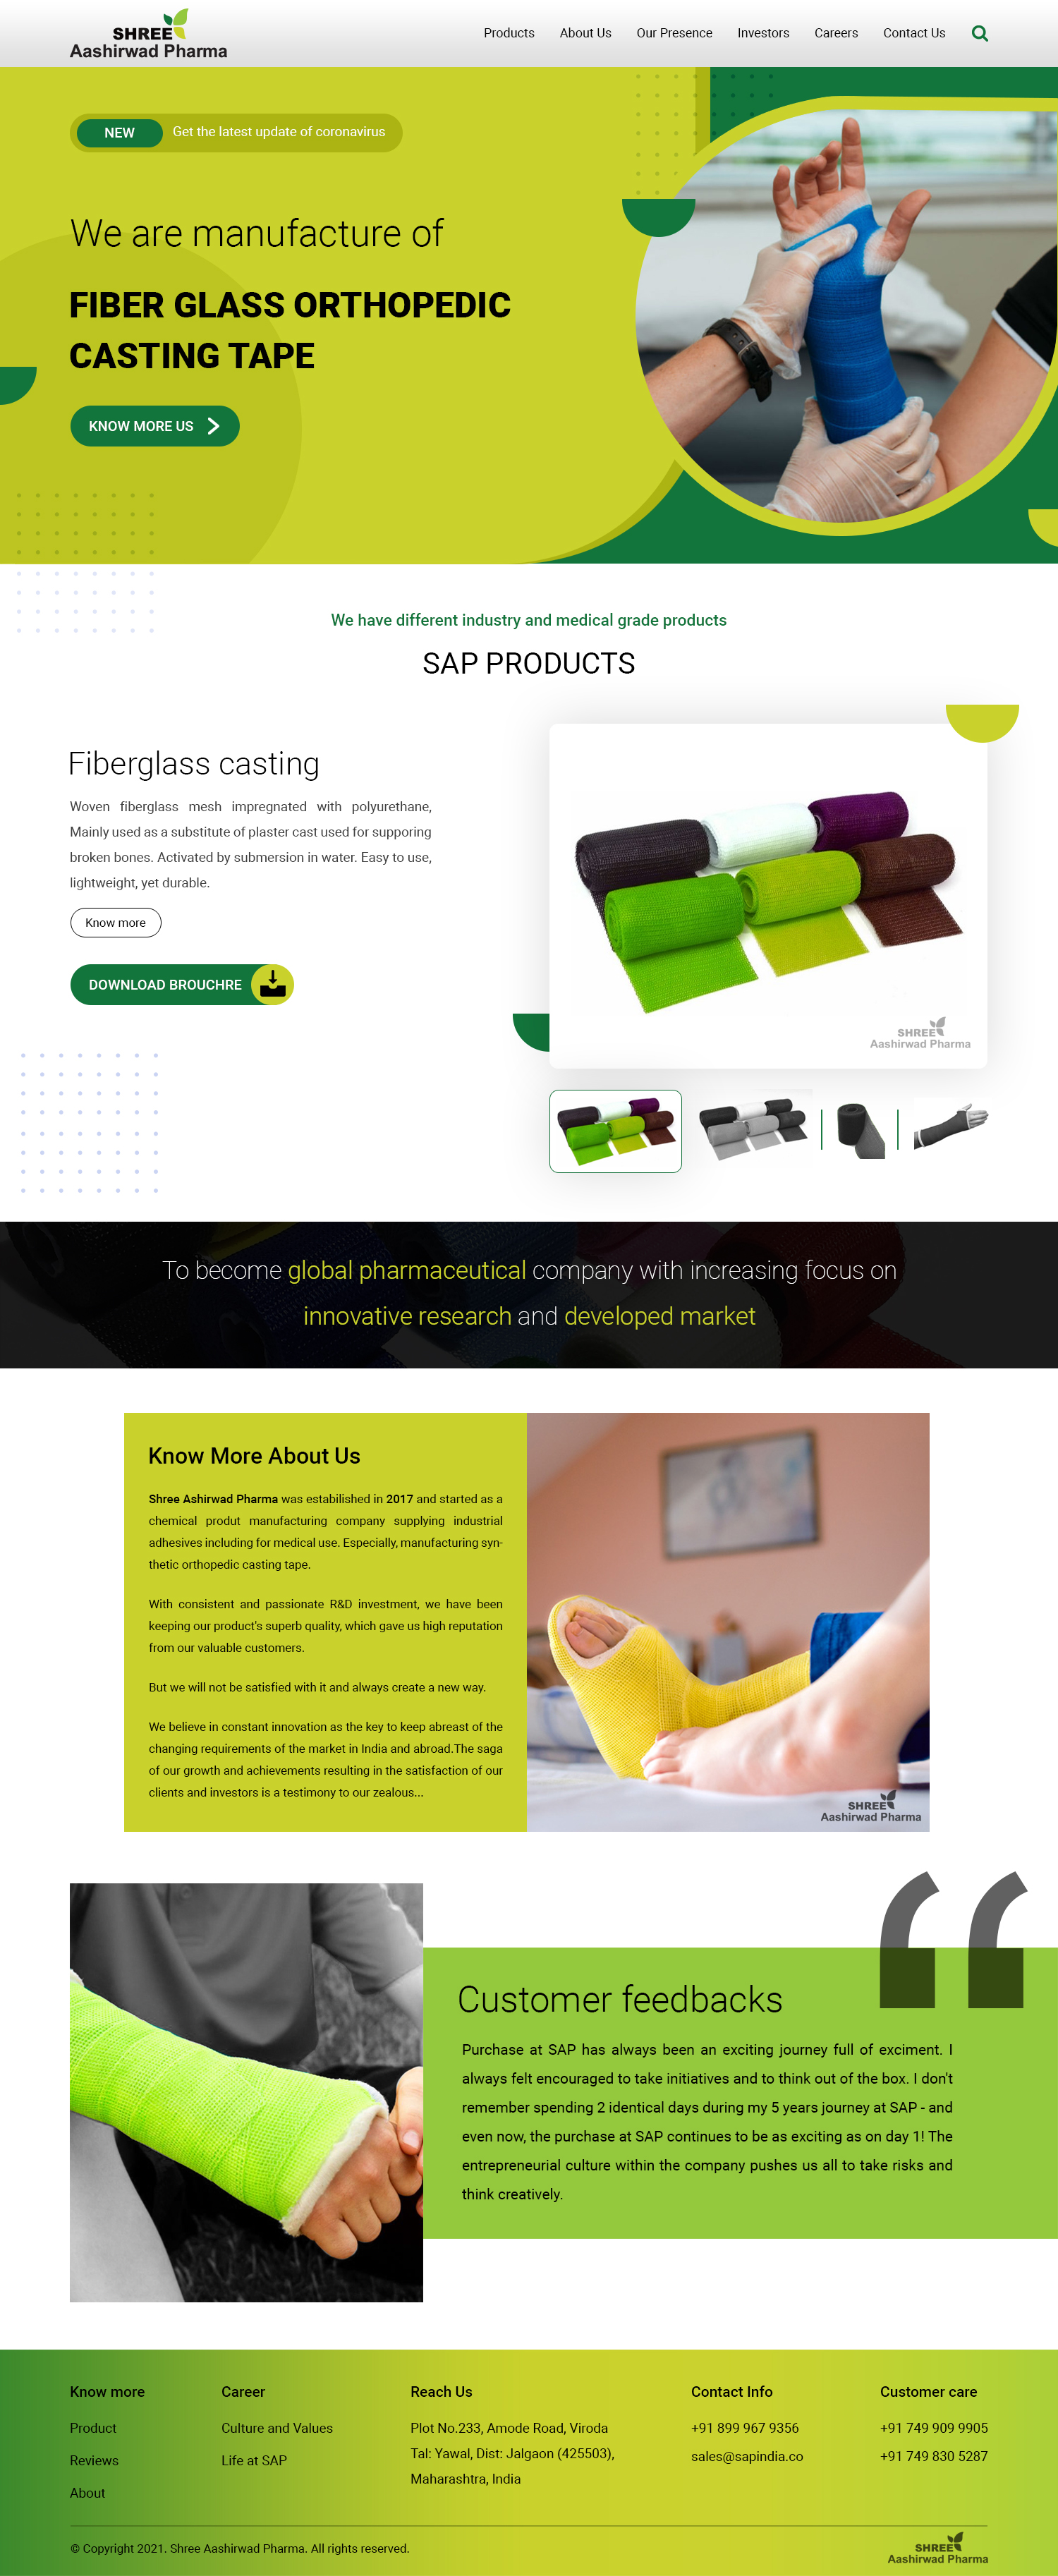 SHREE
Aashirwad Pharma
Products About Us Our Presence Investors Careers Contact Us
NEW Get the latest update of coronavirus
We are manufacture of
FIBER GLASS ORTHOPEDIC
CASTING TAPE
KNOW MORE US
We have different industry and medical grade products
SAP PRODUCTS
Fiberglass casting
Woven fiberglass mesh impregnated with polyurethane,
Mainly used as a substitute of plaster cast used for supporing
broken bones. Activated by submersion in water. Easy to use,
lightweight, yet durable.
Know more
DOWNLOAD BROUCHRE
SHREE
Aashirwad Pharma
To become global pharmaceutical company with increasing focus on
innovative research and developed market
Know More About Us
Shree Ashirwad Pharma was estabilished in 2017 and started as a
chemical produt manufacturing company supplying industrial
adhesives including for medical use. Especially, manufacturing syn-
thetic orthopedic casting tape.
With consistent and passionate R&D investment, we have been
keeping our product's superb quality, which gave us high reputation
from our valuable customers.
But we will not be satisfied with it and always create a new way.
We believe in constant innovation as the key to keep abreast of the
changing requirements of the market in India and abroad.The saga
of our growth and achievements resulting in the satisfaction of our
clients and investors is a testimony to our zealous...
SHREE
Aashirwad Pharma
“
Customer feedbacks
Purchase at SAP has always been an exciting journey full of exciment. I
always felt encouraged to take initiatives and to think out of the box. I don't
remember spending 2 identical days during my 5 years journey at SAP - and
even now, the purchase at SAP continues to be as exciting as on day 1! The
entrepreneurial culture within the company pushes us all to take risks and
think creatively.
Know more
Product
Reviews
About
Career
Culture and Values
Life at SAP
Reach Us
Plot No.233, Amode Road, Viroda
Tal: Yawal, Dist: Jalgaon (425503),
Maharashtra, India
Contact Info
+91 899 967 9356
sales@sapindia.co
Customer care
+91 749 909 9905
+91 749 830 5287
© Copyright 2021. Shree Aashirwad Pharma. All rights reserved.
SHREE
Aashirwad Pharma